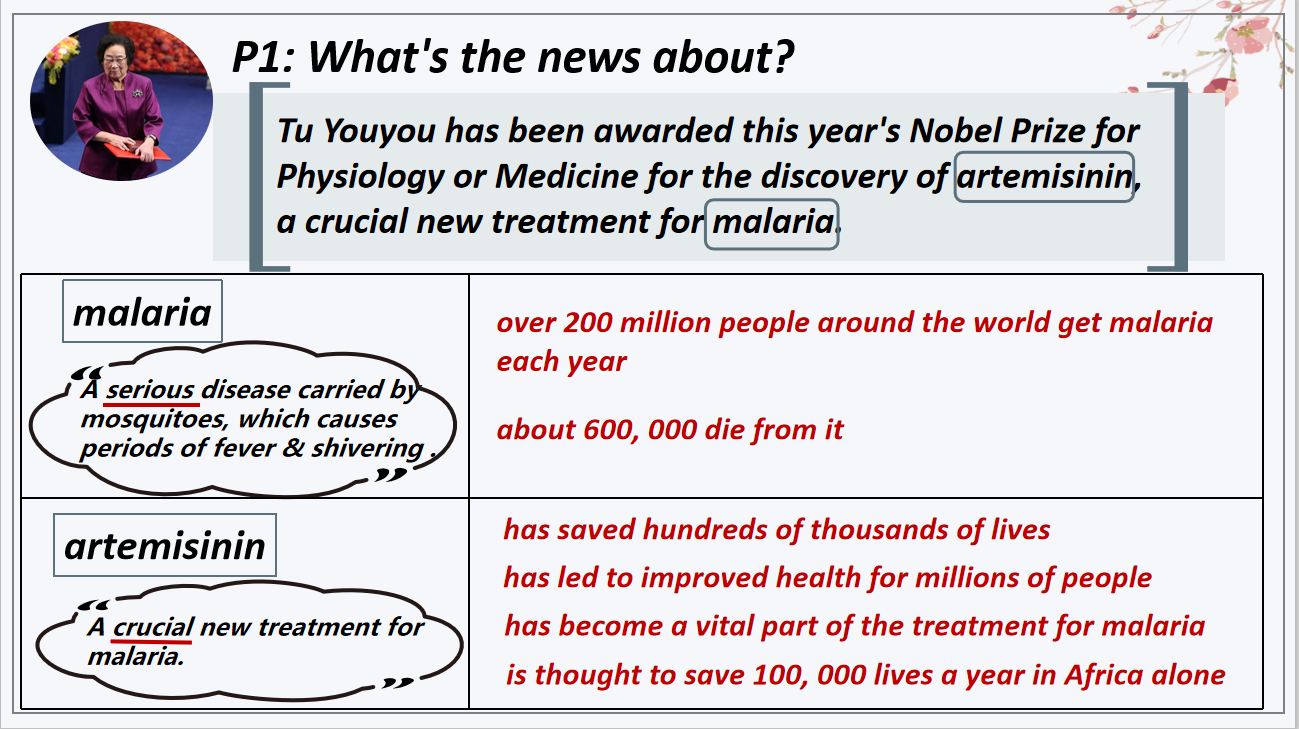 P1: What's the news about?
Tu Youyou has been awarded this year's Nobel Prize for
Physiology or Medicine for the discovery of artemisinin,
a crucial new treatment for malaria.
malaria
“
A serious disease carried by
mosquitoes, which causes
periods of fever & shivering .
”
over 200 million people around the world get malaria
each year
about 600, 000 die from it
artemisinin
“
A crucial new treatment for
malaria.
”
has saved hundreds of thousands of lives
has led to improved health for millions of people
has become a vital part of the treatment for malaria
is thought to save 100, 000 lives a year in Africa alone